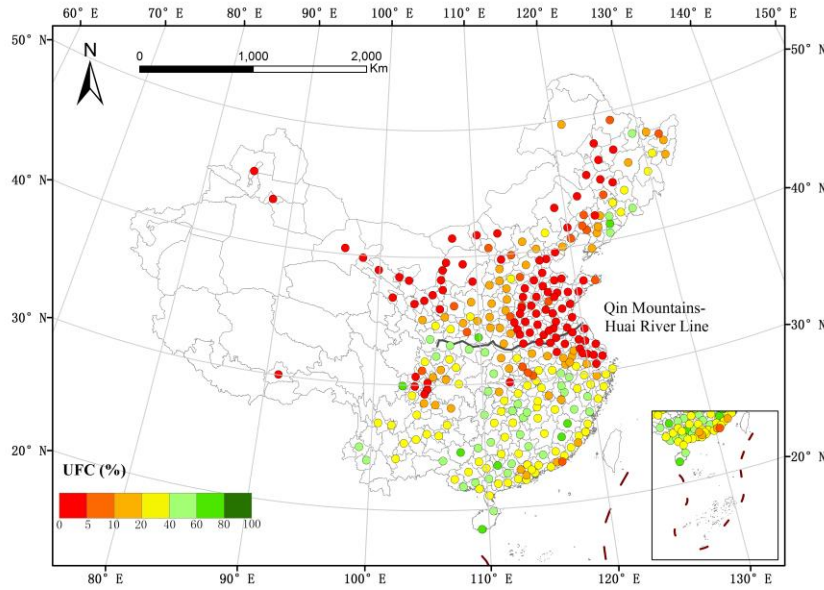 60° E 70° E 80° E 90° E 100° E 110° E 120° E 130° E 140° E 150° E
50° N 50° N
N
0 1,000 2,000
Km
40° N 40° N
30° N 30° N
Qin Mountains-
Huai River Line
20° N 20° N
UFC (%)
0 5 10 20 40 60 80 100
80° E 90° E 100° E 110° E 120° E 130° E